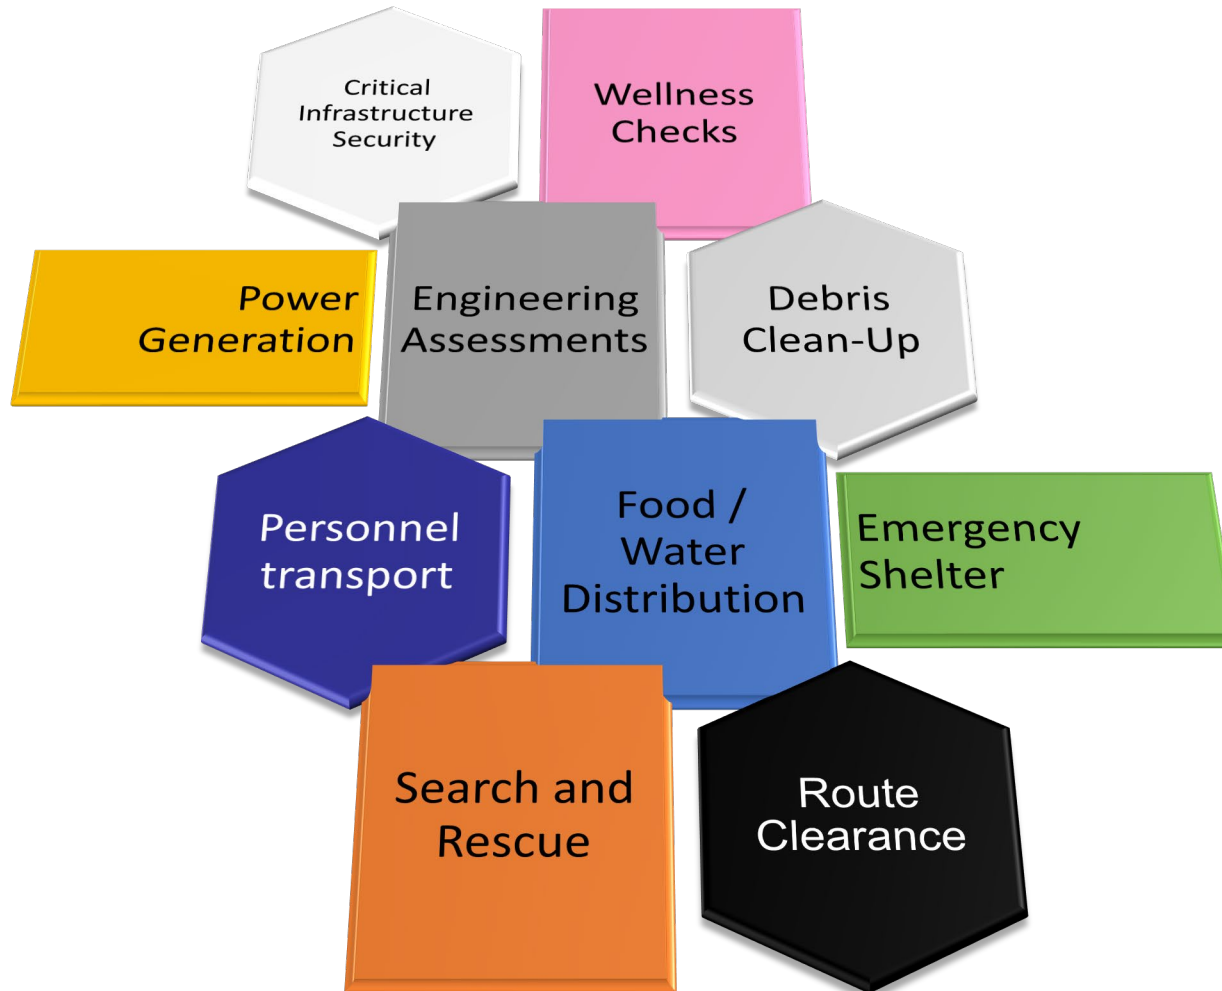 Critical
Infrastructure
Security
Wellness
Checks
Power
Generation
Engineering
Assessments
Debris
Clean-Up
Personnel
transport
Food /
Water
Distribution
Emergency
Shelter
Search and
Rescue
Route
Clearance